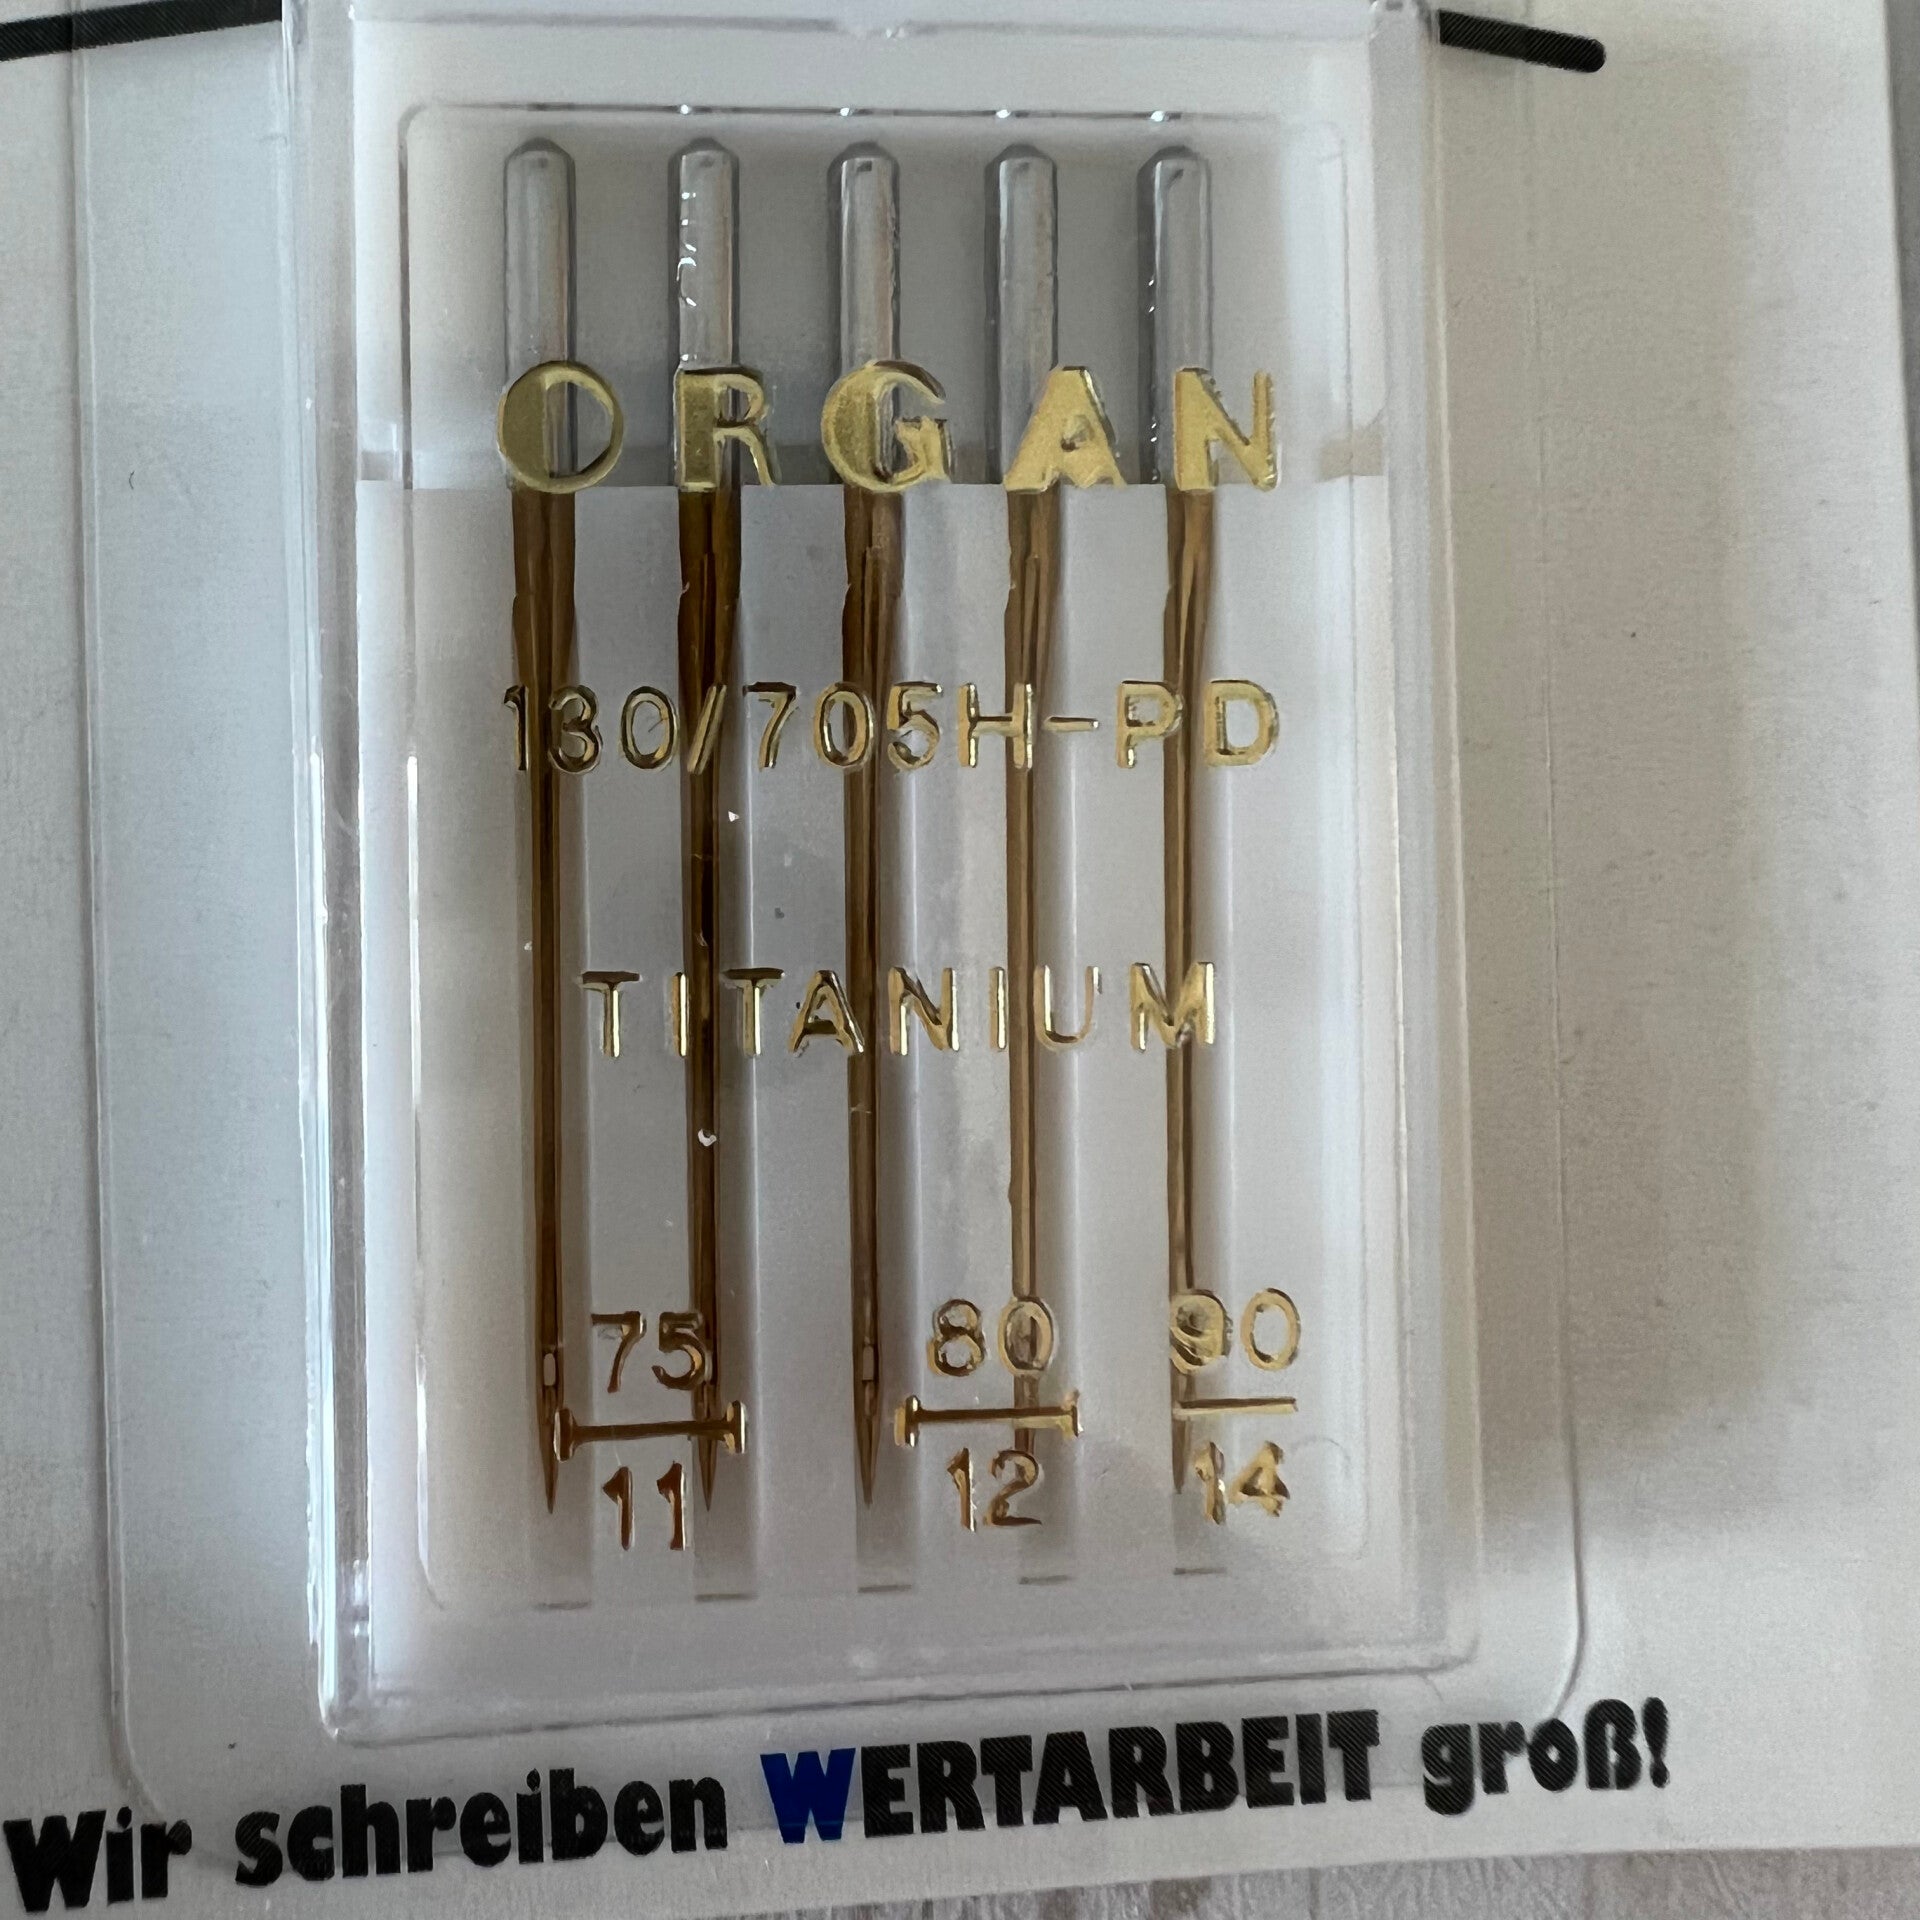 ORGAN
130/705H-PD
TITANIUM
75 80 90
11 12 14
Wir schreiben WERTARBEIT groß!